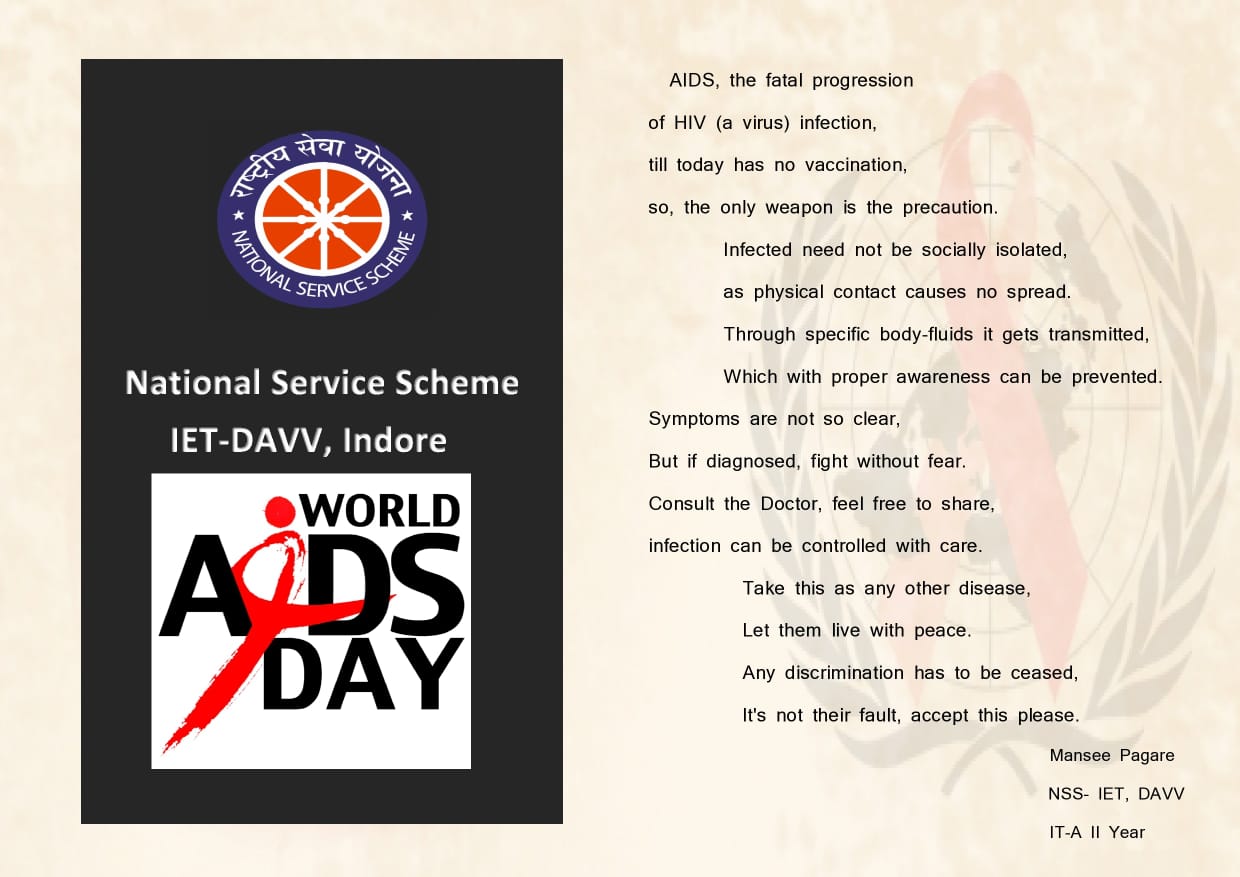 राष्ट्रीय सेवा योजना
NATIONAL SERVICE SCHEME
National Service Scheme
IET-DAVV, Indore
WORLD
AIDS
DAY
AIDS, the fatal progression
of HIV (a virus) infection,
till today has no vaccination,
so, the only weapon is the precaution.
Infected need not be socially isolated,
as physical contact causes no spread.
Through specific body-fluids it gets transmitted,
Which with proper awareness can be prevented.
Symptoms are not so clear,
But if diagnosed, fight without fear.
Consult the Doctor, feel free to share,
infection can be controlled with care.
Take this as any other disease,
Let them live with peace.
Any discrimination has to be ceased,
It's not their fault, accept this please.
Mansee Pagare
NSS- IET, DAVV
IT-A II Year